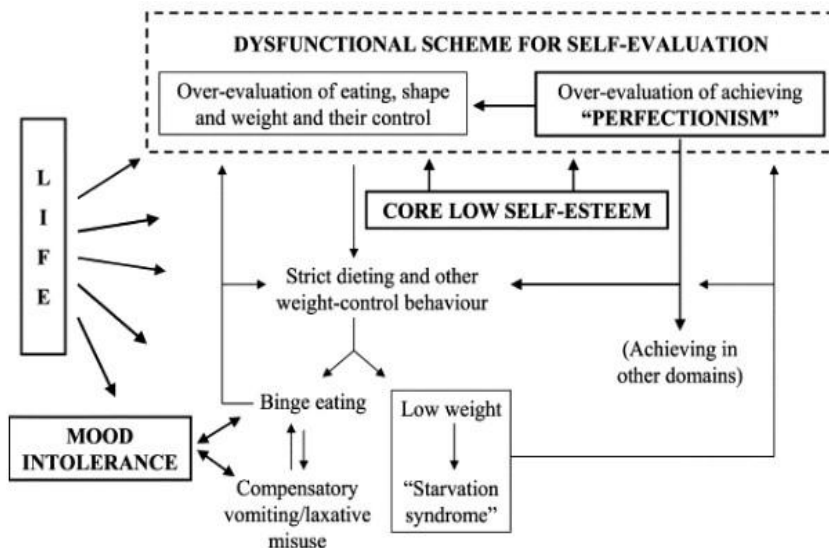 DYSFUNCTIONAL SCHEME FOR SELF-EVALUATION
Over-evaluation of eating, shape
and weight and their control
Over-evaluation of achieving
“PERFECTIONISM”
L
I
F
E
CORE LOW SELF-ESTEEM
Strict dieting and other
weight-control behaviour
(Achieving in
other domains)
Binge eating
Low weight
MOOD
INTOLERANCE
Compensatory
vomiting/laxative
misuse
“Starvation
syndrome”